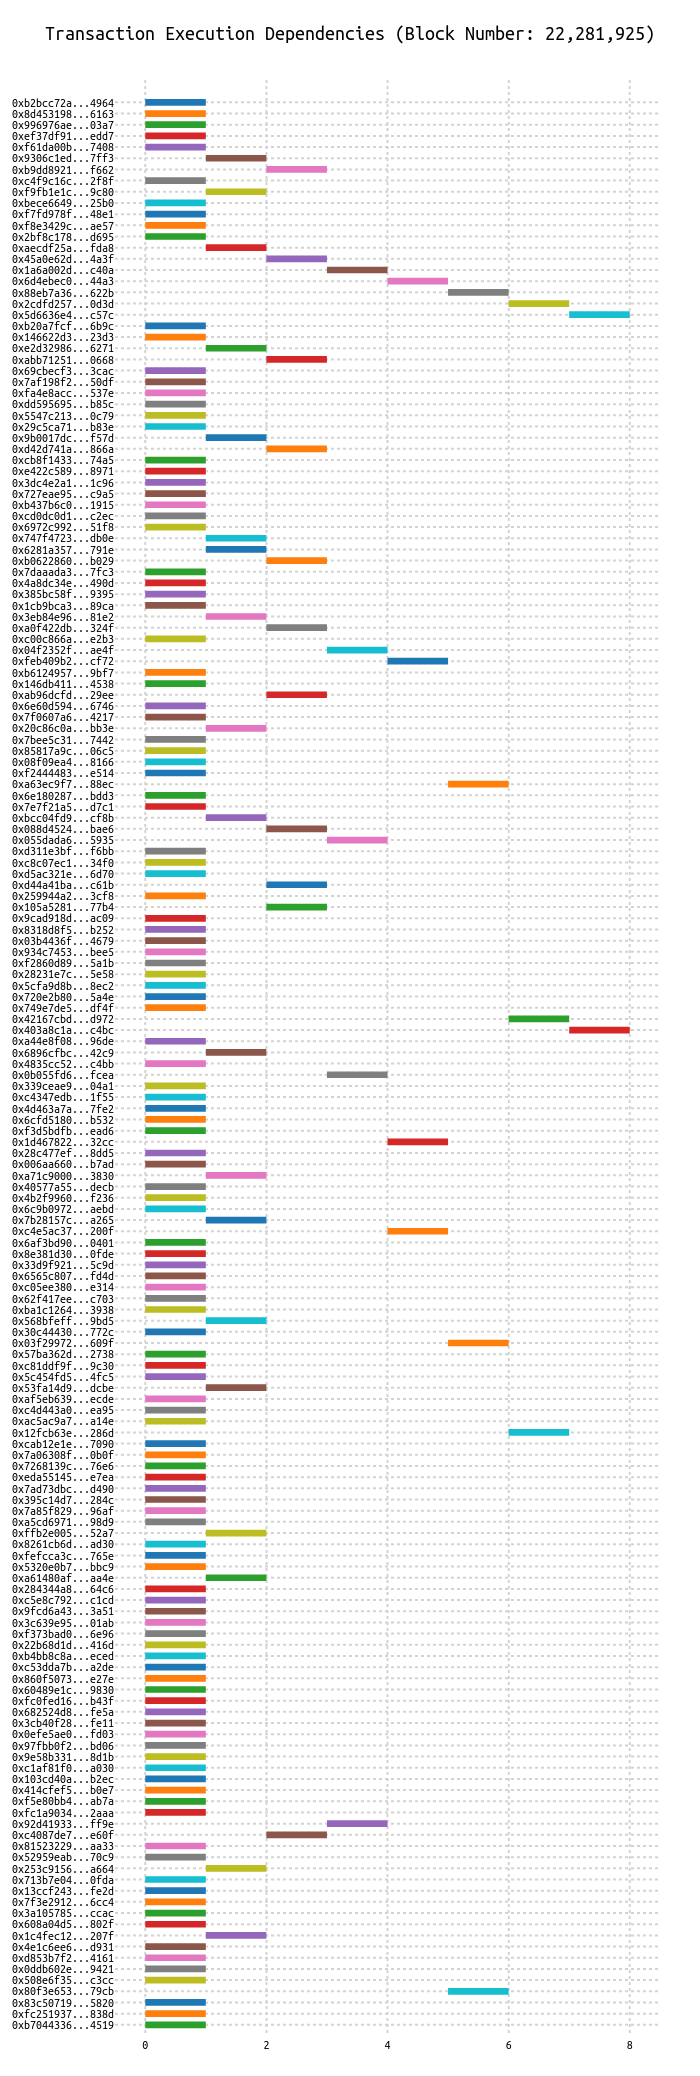 Transaction Execution Dependencies (Block Number: 22,281,925)
0xb2bcc72a...4964
0x8d453198...6163
0x996976ae...03a7
0xef37df91...edd7
0xf61da00b...7408
0x9306c1ed...7ff3
0xb9dd8921...f662
0xc4f9c16c...2f8f
0xf9fb1e1c...9c80
0xbece6649...25b0
0xf7fd978f...48e1
0xf8e3429c...ae57
0x2bf8c178...d695
0xaecdf25a...fda8
0x45a0e62d...4a3f
0x1a6a002d...c40a
0x6d4ebec0...44a3
0x88eb7a36...622b
0x2cdfd257...0d3d
0x5d6636e4...c57c
0xb20a7fcf...6b9c
0x146622d3...23d3
0xe2d32986...6271
0xabb71251...0668
0x69cbecf3...3cac
0x7af198f2...50df
0xfa4e8acc...537e
0xdd595695...b85c
0x5547c213...0c79
0x29c5ca71...b83e
0x9b0017dc...f57d
0xd42d741a...866a
0xcb8f1433...74a5
0xe422c589...8971
0x3dc4e2a1...1c96
0x727eae95...c9a5
0xb437b6c0...1915
0xcd0dc0d1...c2ec
0x6972c992...51f8
0x747f4723...db0e
0x6281a357...791e
0xb0622860...b029
0x7daaada3...7fc3
0x4a8dc34e...490d
0x385bc58f...9395
0x1cb9bca3...89ca
0x3eb84e96...81e2
0xa0f422db...324f
0xc00c866a...e2b3
0x04f2352f...ae4f
0xfeb409b2...cf72
0xb6124957...9bf7
0x146db411...4538
0xab96dcfd...29ee
0x6e60d594...6746
0x7f0607a6...4217
0x20c86c0a...bb3e
0x7bee5c31...7442
0x85817a9c...06c5
0x08f09ea4...8166
0xf2444483...e514
0xa63ec9f7...88ec
0x6e180287...bdd3
0x7e7f21a5...d7c1
0xbcc04fd9...cf8b
0x088d4524...bae6
0x055dada6...5935
0xd311e3bf...f6bb
0xc8c07ec1...34f0
0xd5ac321e...6d70
0xd44a41ba...c61b
0x259944a2...3cf8
0x105a5281...77b4
0x9cad918d...ac09
0x8318d8f5...b252
0x03b4436f...4679
0x934c7453...bee5
0xf2860d89...5a1b
0x28231e7c...5e58
0x5cfa9d8b...8ec2
0x720e2b80...5a4e
0x749e7de5...df4f
0x42167cbd...d972
0x403a8c1a...c4bc
0xa44e8f08...96de
0x6896cfbc...42c9
0x4835cc52...c4bb
0x0b055fd6...fcea
0x339ceae9...04a1
0xc4347edb...1f55
0x4d463a7a...7fe2
0x6cfd5180...b532
0xf3d5bdfb...ead6
0x1d467822...32cc
0x28c477ef...8dd5
0x006aa660...b7ad
0xa71c9000...3830
0x40577a55...decb
0x4b2f9960...f236
0x6c9b0972...aebd
0x7b28157c...a265
0xc4e5ac37...200f
0x6af3bd90...0401
0x8e381d30...0fde
0x33d9f921...5c9d
0x6565c807...fd4d
0xc05ee380...e314
0x62f417ee...c703
0xba1c1264...3938
0x568bfeff...9bd5
0x30c44430...772c
0x03f29972...609f
0x57ba362d...2738
0xc81ddf9f...9c30
0x5c454fd5...4fc5
0x53fa14d9...dcbe
0xaf5eb639...ecde
0xc4d443a0...ea95
0xac5ac9a7...a14e
0x12fcb63e...286d
0xcab12e1e...7090
0x7a06308f...0b0f
0x7268139c...76e6
0xeda55145...e7ea
0x7ad73dbc...d490
0x395c14d7...284c
0x7a85f829...96af
0xa5cd6971...98d9
0xffb2e005...52a7
0x8261cb6d...ad30
0xfefcca3c...765e
0x5320e0b7...bbc9
0xa61480af...aa4e
0x284344a8...64c6
0xc5e8c792...c1cd
0x9fcd6a43...3a51
0x3c639e95...01ab
0xf373bad0...6e96
0x22b68d1d...416d
0xb4bb8c8a...eced
0xc53dda7b...a2de
0x860f5073...e27e
0x60489e1c...9830
0xfc0fed16...b43f
0x682524d8...fe5a
0x3cb40f28...fe11
0x0efe5ae0...fd03
0x97fbb0f2...bd06
0x9e58b331...8d1b
0xc1af81f0...a030
0x103cd40a...b2ec
0x414cfef5...b0e7
0xf5e80bb4...ab7a
0xfc1a9034...2aaa
0x92d41933...ff9e
0xc4087de7...e60f
0x81523229...aa33
0x52959eab...70c9
0x253c9156...a664
0x713b7e04...0fda
0x13ccf243...fe2d
0x7f3e2912...6cc4
0x3a105785...ccac
0x608a04d5...802f
0x1c4fec12...207f
0x4e1c6ee6...d931
0xd853b7f2...4161
0x0ddb602e...9421
0x508e6f35...c3cc
0x80f3e653...79cb
0x83c50719...5820
0xfc251937...838d
0xb7044336...4519
0 2 4 6 8